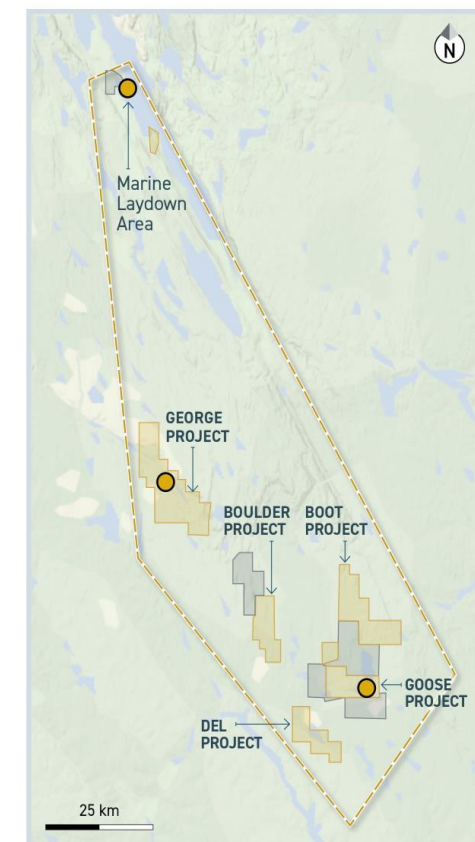 N
Marine
Laydown
Area
GEORGE
PROJECT
BOULDER
PROJECT
BOOT
PROJECT
GOOSE
PROJECT
DEL
PROJECT
25 km